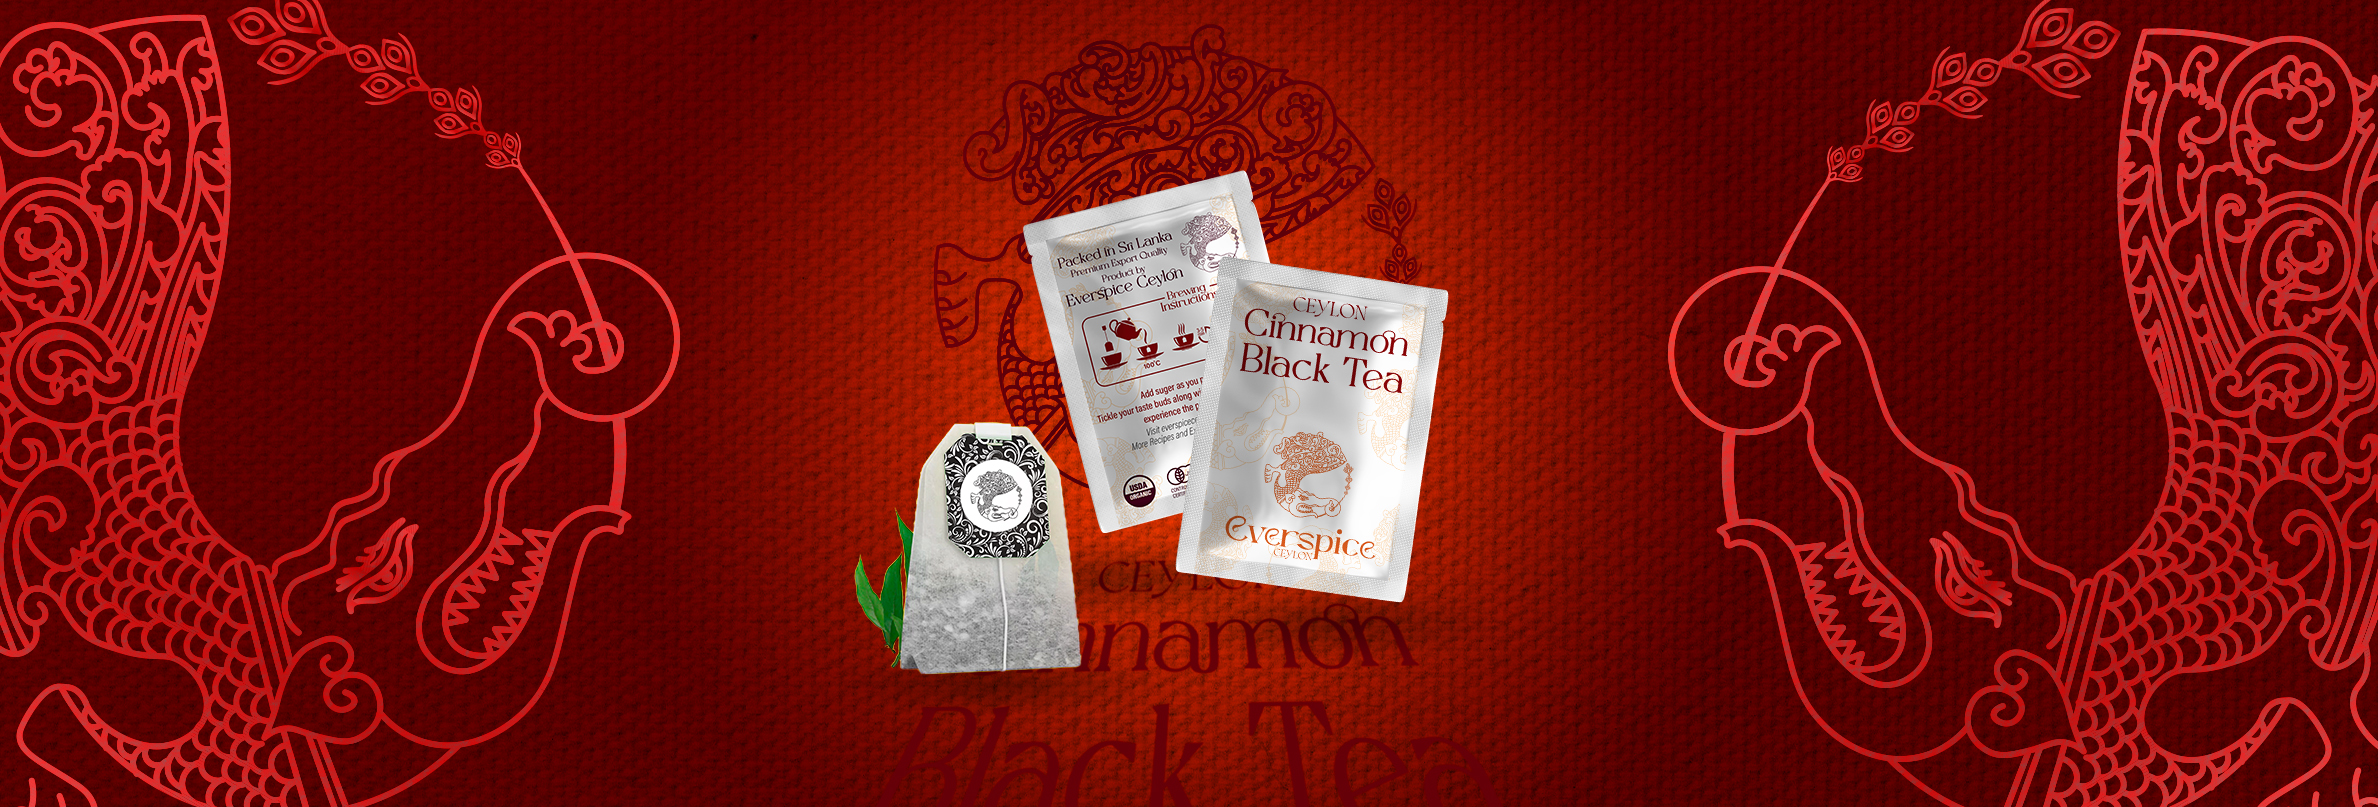 Packed In Sri Lanka
Premium Export Quality
Product by
Everspice Ceylon
Brewing
Instructions
100°C
Add suger as you
Tickle your taste buds along
experience the
Visit
More Recipes and
USDA
ORGANIC
CEYLON
Cinnamon
Black Tea
Everspice
CEYLON
Black Tea